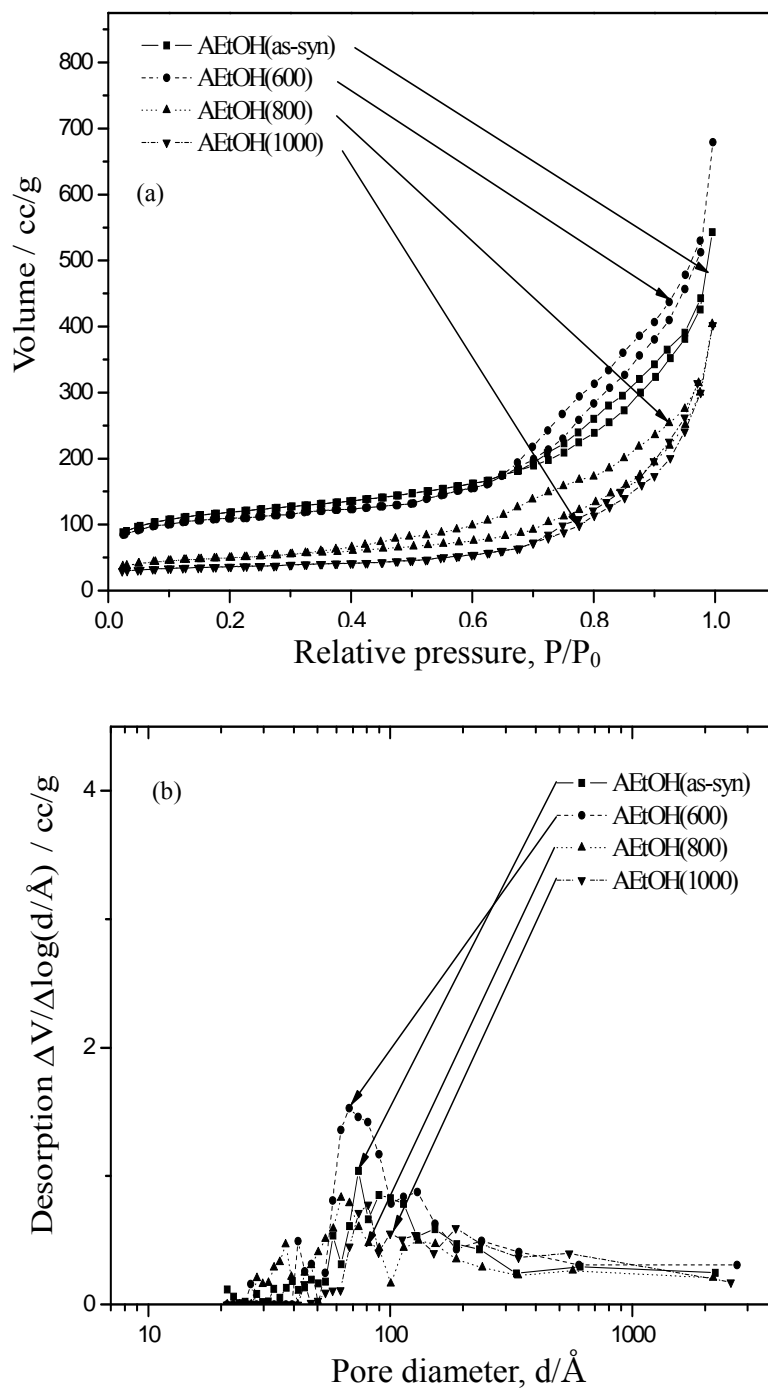 AEtOH(as-syn)
AEtOH(600)
AEtOH(800)
AEtOH(1000)
(a)
800
700
600
500
400
300
200
100
0
Volume / cc/g
0.0 0.2 0.4 0.6 0.8 1.0
Relative pressure, P/P₀
(b)
AEtOH(as-syn)
AEtOH(600)
AEtOH(800)
AEtOH(1000)
4
2
0
Desorption ΔV/Δlog(d/Å) / cc/g
10 100 1000
Pore diameter, d/Å